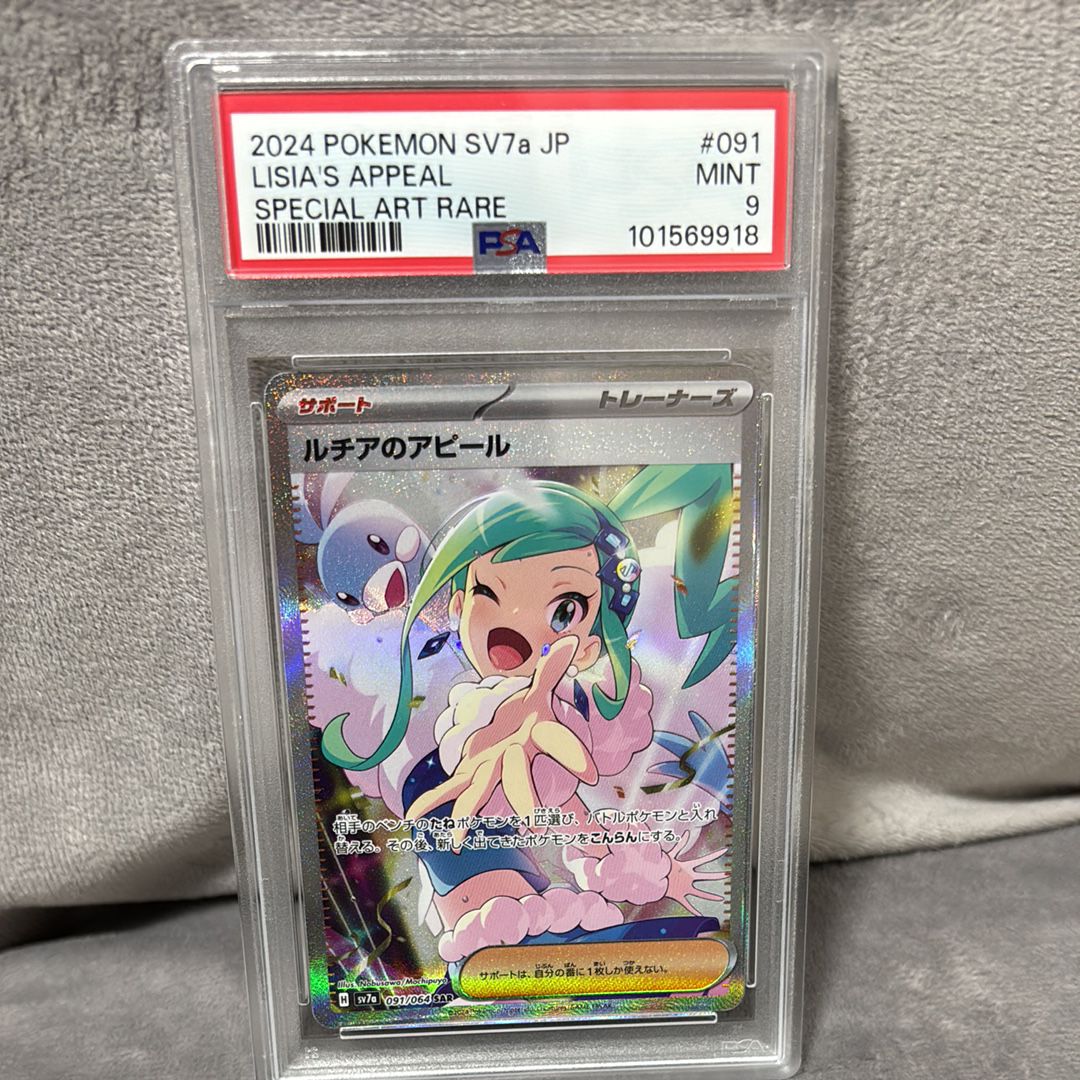 2024 POKEMON SV7a JP #091
LISIA'S APPEAL MINT
SPECIAL ART RARE 9
PSA 101569918
サポート トレーナーズ
ルチアのアピール
相手のベンチのたねポケモンを1匹選び、バトルポケモンと入れ
替える。その後、新しく出てきたポケモンをこんらんにする。
サポートは、自分の番に1枚しか使えない。
Illus. Nobusawa/Mochipuyo
H sv7a 091/064 SAR
PSA